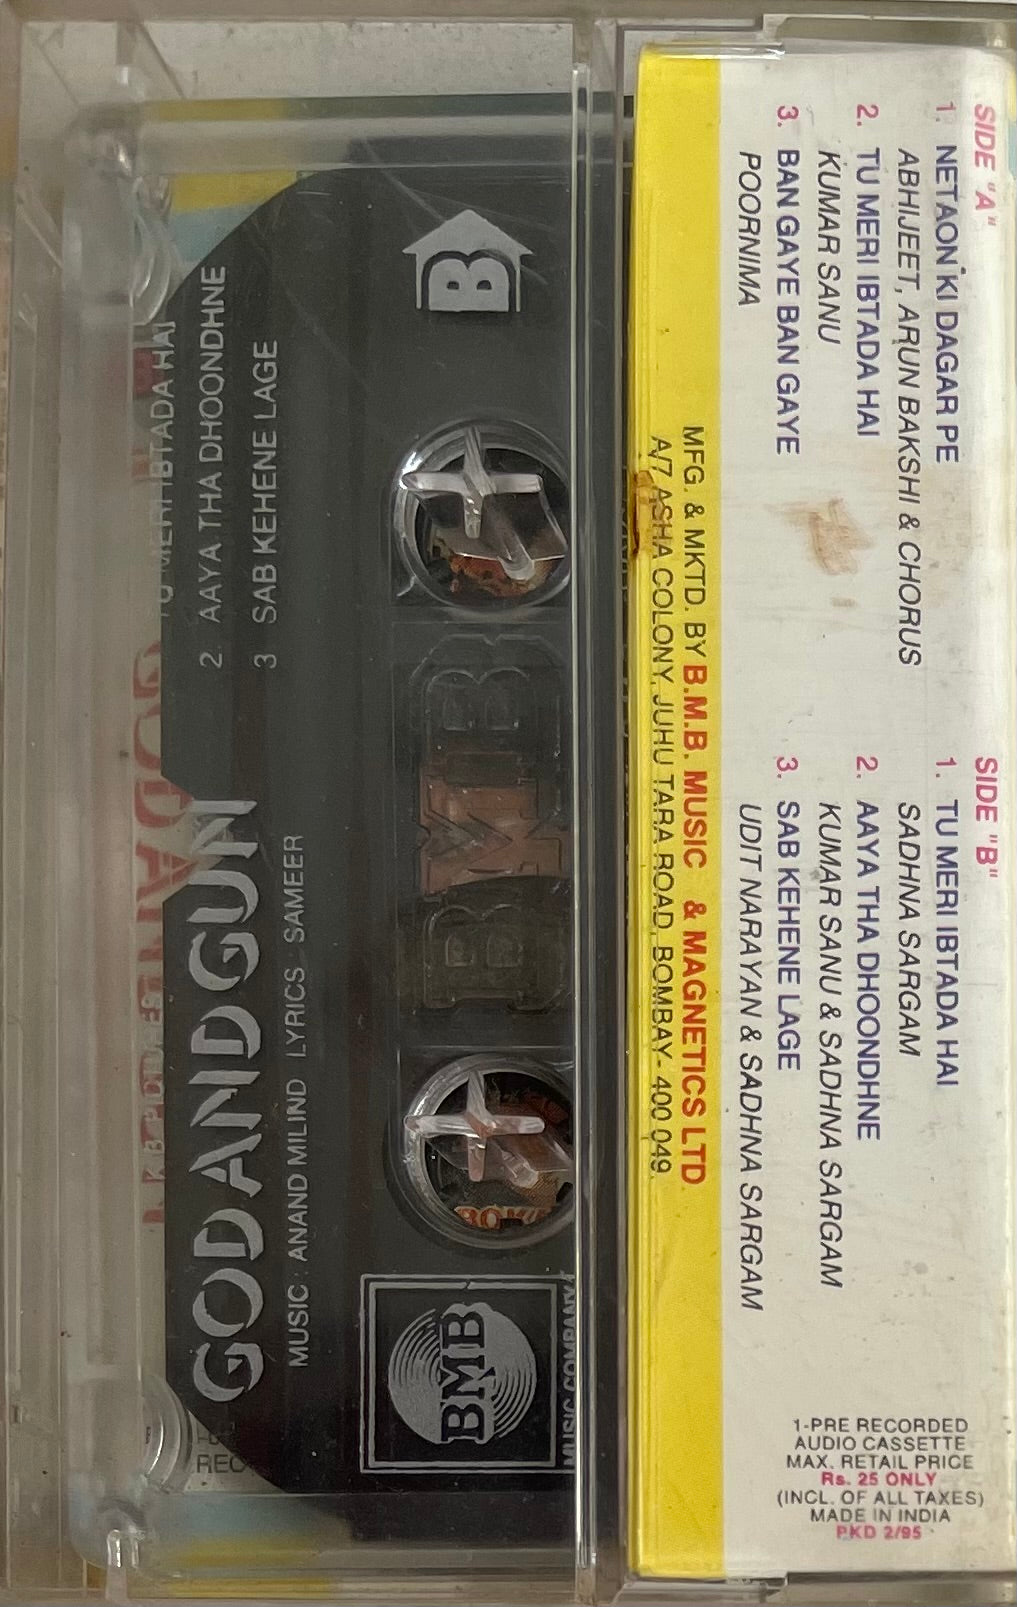 SIDE "A"
1. NETAON KI DAGAR PE
ABHIJEET, ARUN BAKSHI & CHORUS
2. TU MERI IBTADA HAI
KUMAR SANU
3. BAN GAYE BAN GAYE
POORNIMA
SIDE "B"
1. TU MERI IBTADA HAI
SADHNA SARGAM
2. AAYA THA DHOONDHNE
KUMAR SANU & SADHNA SARGAM
3. SAB KEHENE LAGE
UDIT NARAYAN & SADHNA SARGAM
1-PRE RECORDED
AUDIO CASSETTE
MAX. RETAIL PRICE
Rs. 25 ONLY
(INCL. OF ALL TAXES)
MADE IN INDIA
PKD 2/95
MFG. & MKTD. BY B.M.B. MUSIC & MAGNETICS LTD
A/7 ASHA COLONY, JUHU TARA ROAD, BOMBAY- 400 049.
B
TU MERI IBTADA HAI
2 AAYA THA DHOONDHNE
3 SAB KEHENE LAGE
GOD AND GUN
MUSIC : ANAND MILIND LYRICS : SAMEER
BMB
BMB
MUSIC COMPANY